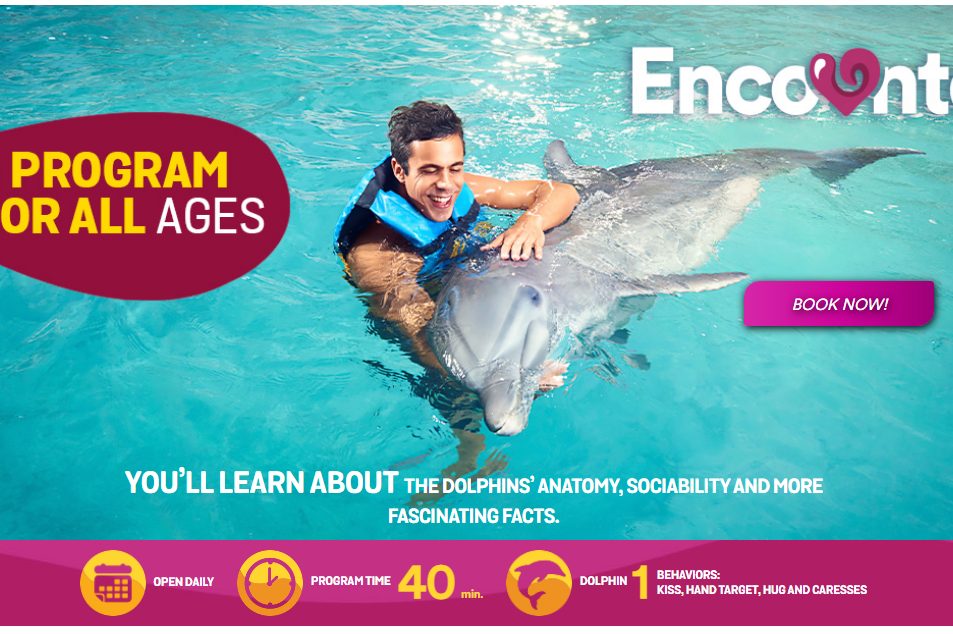 Enco nt
PROGRAM
OR ALL AGES
BOOK NOW!
YOU'LL LEARN ABOUT THE DOLPHINS' ANATOMY, SOCIABILITY AND MORE
FASCINATING FACTS.
OPEN DAILY
PROGRAM TIME 40 min.
DOLPHIN 1
BEHAVIORS:
KISS, HAND TARGET, HUG AND CARESSES